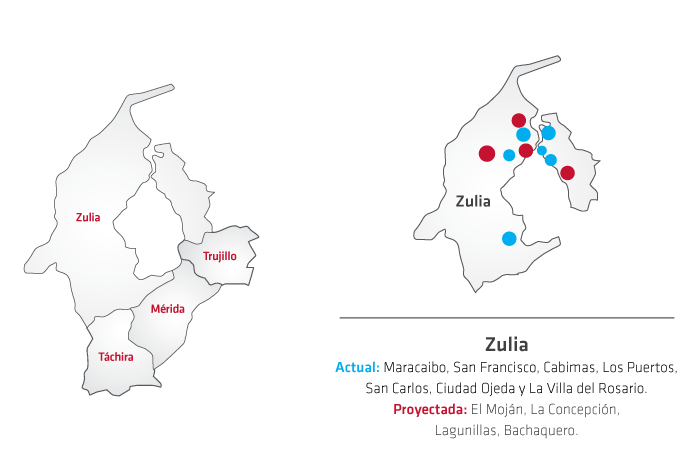 Zulia
Trujillo
Mérida
Táchira
Zulia
Zulia
Actual: Maracaibo, San Francisco, Cabimas, Los Puertos,
San Carlos, Ciudad Ojeda y La Villa del Rosario.
Proyectada: El Moján, La Concepción,
Lagunillas, Bachaquero.